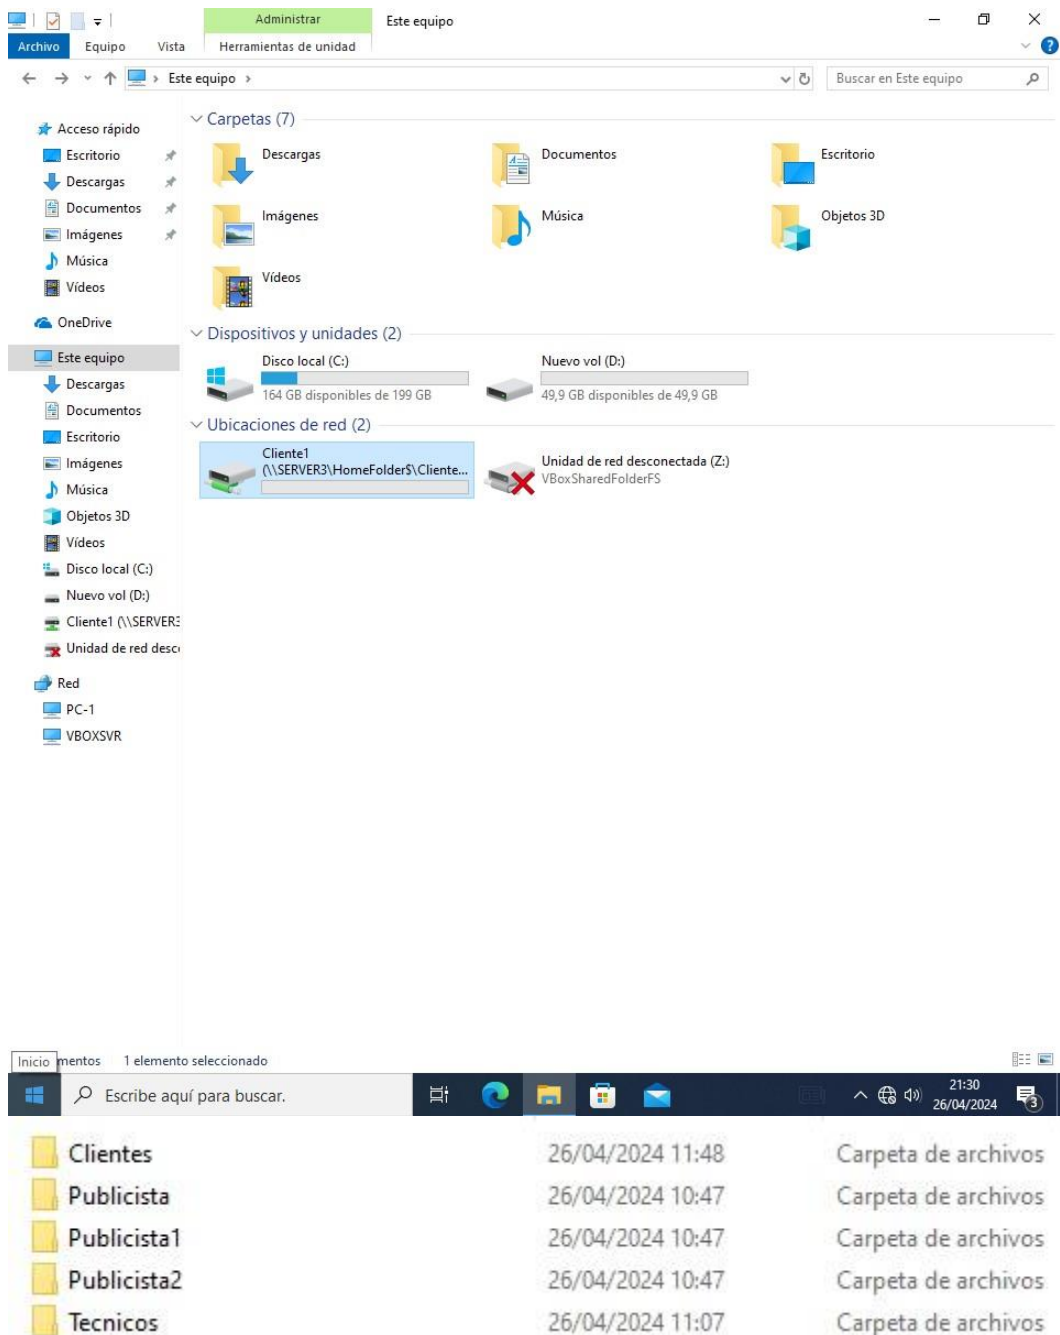 Administrar
Este equipo
Archivo Equipo Vista Herramientas de unidad
Este equipo
Buscar en Este equipo
Acceso rápido
Escritorio
Descargas
Documentos
Imágenes
Música
Vídeos
OneDrive
Este equipo
Descargas
Documentos
Escritorio
Imágenes
Música
Objetos 3D
Vídeos
Disco local (C:)
Nuevo vol (D:)
Cliente1 (\\SERVER3
Unidad de red desc
Red
PC-1
VBOXSVR
Carpetas (7)
Descargas
Documentos
Escritorio
Imágenes
Música
Objetos 3D
Vídeos
Dispositivos y unidades (2)
Disco local (C:)
164 GB disponibles de 199 GB
Nuevo vol (D:)
49,9 GB disponibles de 49,9 GB
Ubicaciones de red (2)
Cliente1
(\\SERVER3\HomeFolder$\Cliente...
Unidad de red desconectada (Z:)
VBoxSharedFolderFS
Inicio
mentos 1 elemento seleccionado
Escribe aquí para buscar.
21:30
26/04/2024
3
Clientes 26/04/2024 11:48 Carpeta de archivos
Publicista 26/04/2024 10:47 Carpeta de archivos
Publicista1 26/04/2024 10:47 Carpeta de archivos
Publicista2 26/04/2024 10:47 Carpeta de archivos
Tecnicos 26/04/2024 11:07 Carpeta de archivos